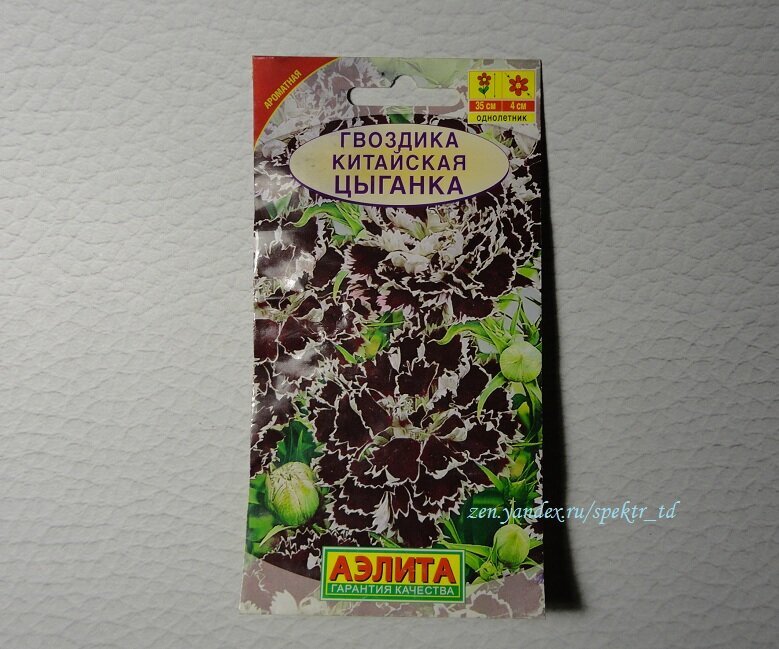 АРОМАТНАЯ
35 см 4 см
однолетник
ГВОЗДИКА
КИТАЙСКАЯ
ЦЫГАНКА
zen.yandex.ru/spektr_td
АЭЛИТА
ГАРАНТИЯ КАЧЕСТВА